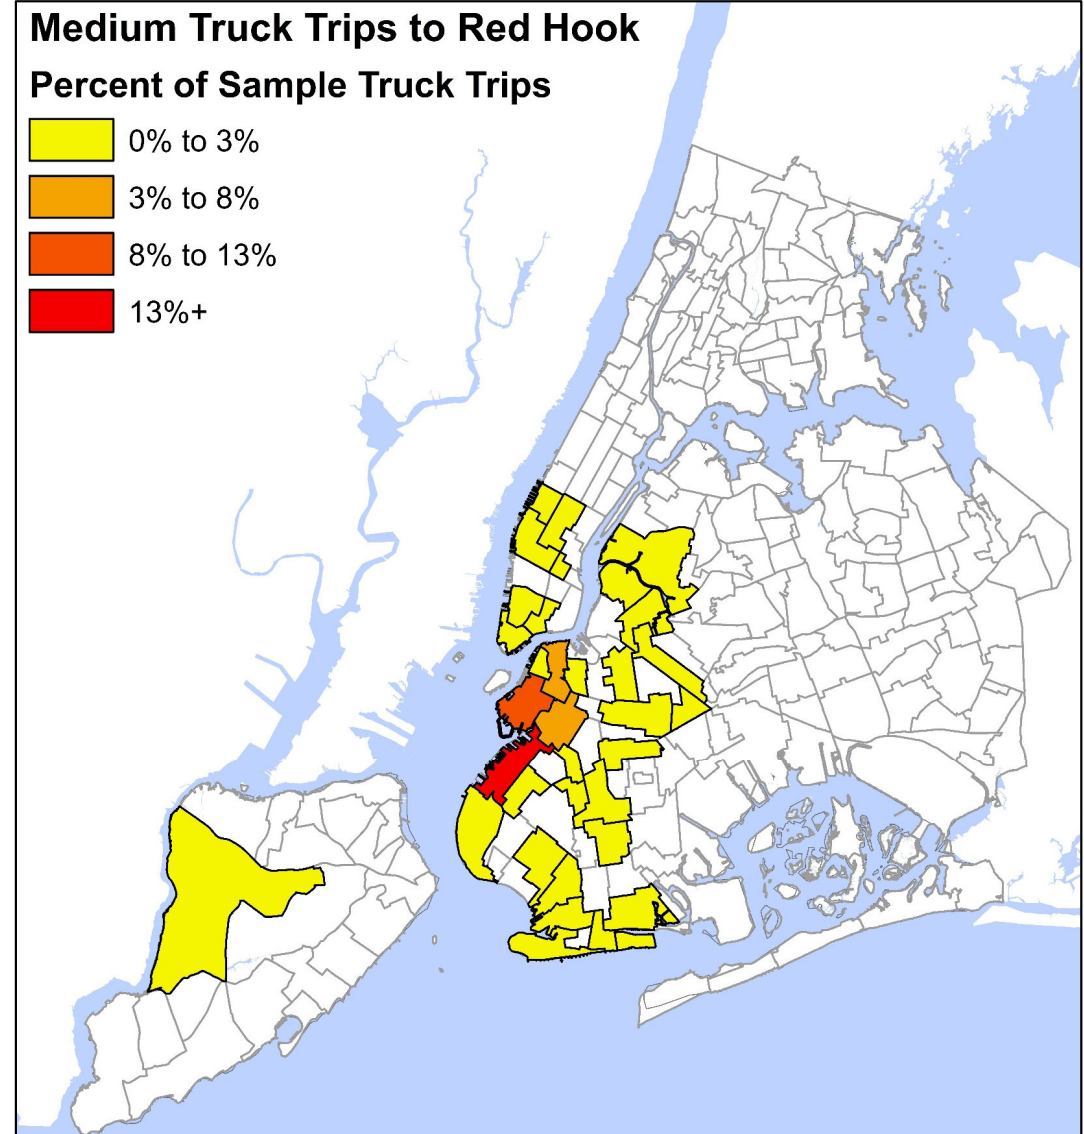 Medium Truck Trips to Red Hook
Percent of Sample Truck Trips
0% to 3%
3% to 8%
8% to 13%
13%+